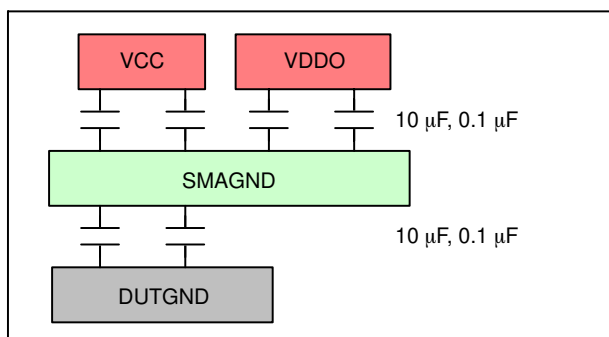 VCC
VDDO
10 μF, 0.1 μF
SMAGND
10 μF, 0.1 μF
DUTGND